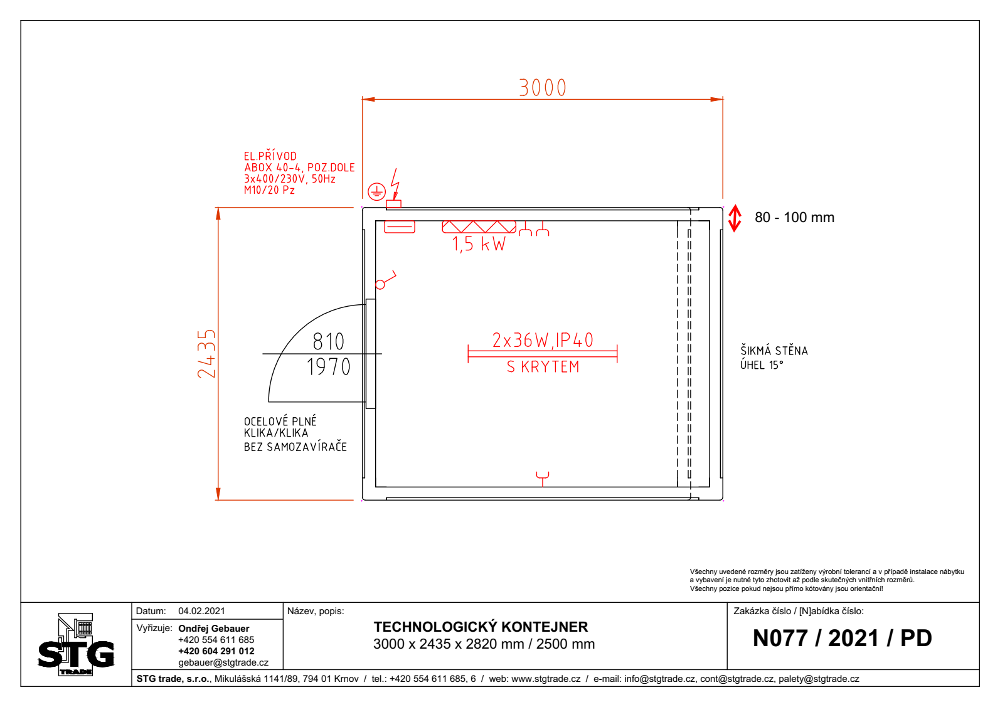 3000
EL.PŘÍVOD
ABOX 40-4, POZ.DOLE
3x400/230V, 50Hz
M10/20 Pz
80 - 100 mm
1,5 kW
2435
810
1970
2x36W,IP40
S KRYTEM
ŠIKMÁ STĚNA
ÚHEL 15°
OCELOVÉ PLNÉ
KLIKA/KLIKA
BEZ SAMOZAVÍRAČE
Všechny uvedené rozměry jsou zatíženy výrobní tolerancí a v případě instalace nábytku
a vybavení je nutné tyto zhotovit až podle skutečných vnitřních rozměrů.
Všechny pozice pokud nejsou přímo kótovány jsou orientační!
STG
TRADE
Datum: 04.02.2021
Vyřizuje: Ondřej Gebauer
+420 554 611 685
+420 604 291 012
gebauer@stgtrade.cz
Název, popis:
TECHNOLOGICKÝ KONTEJNER
3000 x 2435 x 2820 mm / 2500 mm
Zakázka číslo / [N]abídka číslo:
N077 / 2021 / PD
STG trade, s.r.o., Mikulášská 1141/89, 794 01 Krnov / tel.: +420 554 611 685, 6 / web: www.stgtrade.cz / e-mail: info@stgtrade.cz, cont@stgtrade.cz, palety@stgtrade.cz